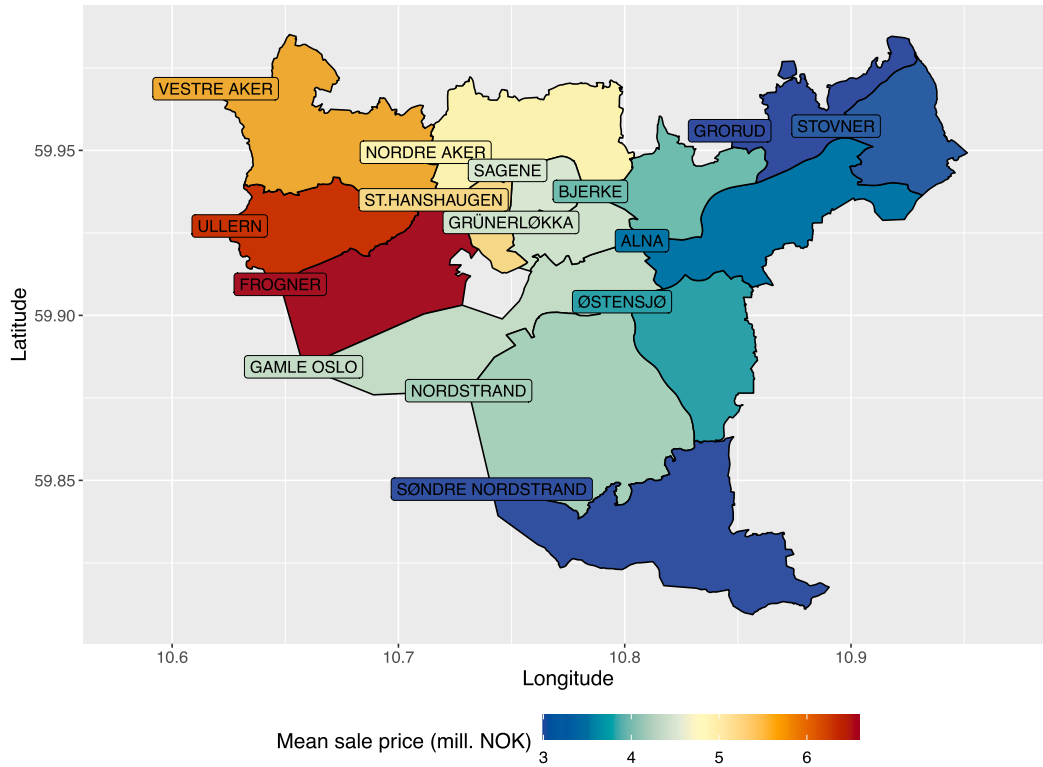 VESTRE AKER
GRORUD
STOVNER
NORDRE AKER
SAGENE
BJERKE
ST.HANSHAUGEN
GRÜNERLØKKA
ULLERN
ALNA
FROGNER
ØSTENSJØ
GAMLE OSLO
NORDSTRAND
SØNDRE NORDSTRAND
59.95
59.90
59.85
Latitude
10.6 10.7 10.8 10.9
Longitude
Mean sale price (mill. NOK)
3 4 5 6